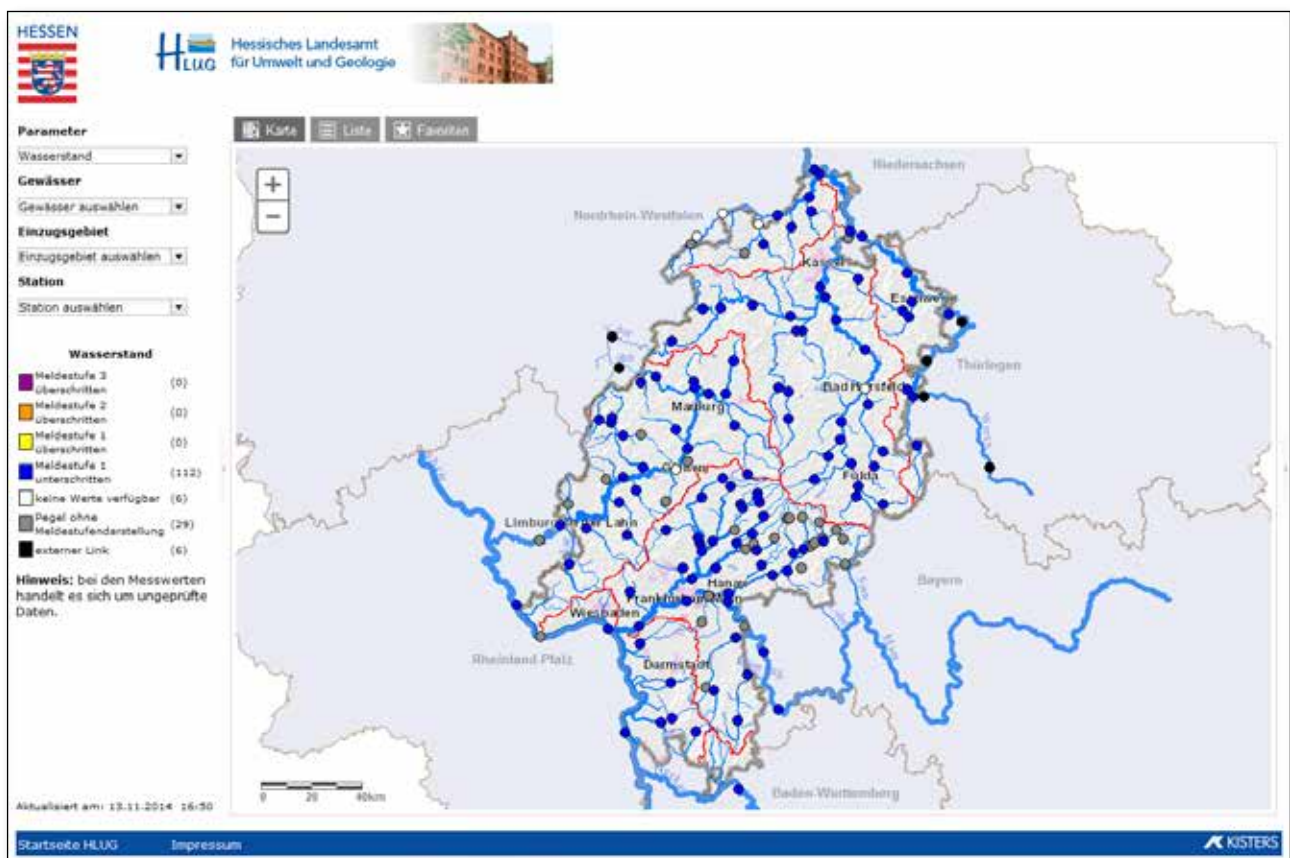 HESSEN
HLUG
Hessisches Landesamt
für Umwelt und Geologie
Parameter
Wasserstand
Gewässer
Gewässer auswählen
Einzugsgebiet
Einzugsgebiet auswählen
Station
Station auswählen
Wasserstand
Meldestufe 3
überschritten (0)
Meldestufe 2
überschritten (0)
Meldestufe 1
überschritten (0)
Meldestufe 1
unterschritten (112)
keine Werte verfügbar (6)
Pegel ohne
Meldestufendarstellung (29)
externer Link (6)
Hinweis: bei den Messwerten
handelt es sich um ungeprüfte
Daten.
Aktualisiert am: 13.11.2014 16:50
Karte
Liste
Favoriten
+
−
Niedersachsen
Nordrhein-Westfalen
Thüringen
Marburg
Fulda
Limburg an der Lahn
Bayern
Hanau
Frankfurt am Main
Wiesbaden
Rheinland-Pfalz
Darmstadt
Baden-Württemberg
0 20 40km
Startseite HLUG
Impressum
KISTERS